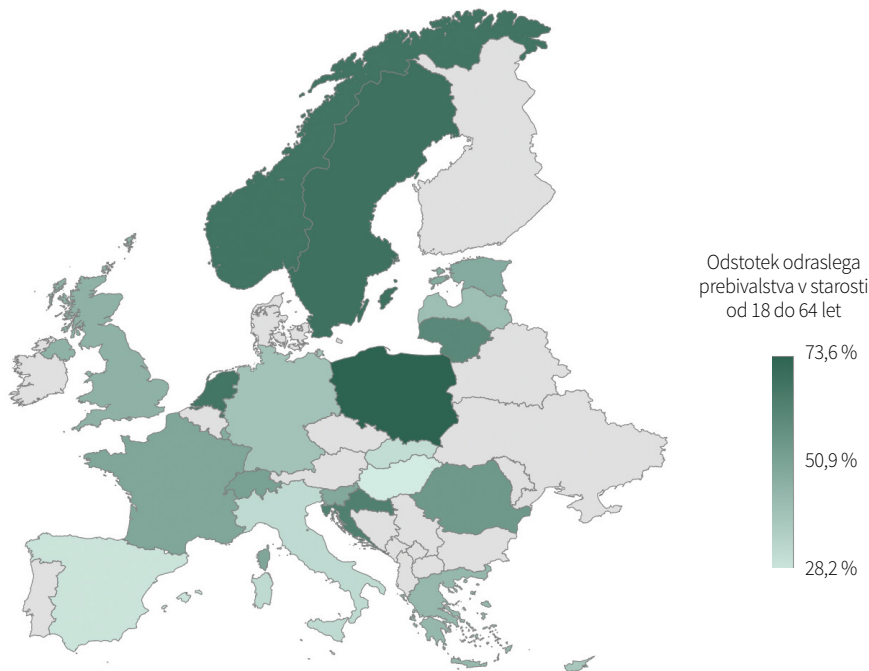 Odstotek odraslega
prebivalstva v starosti
od 18 do 64 let
73,6 %
50,9 %
28,2 %